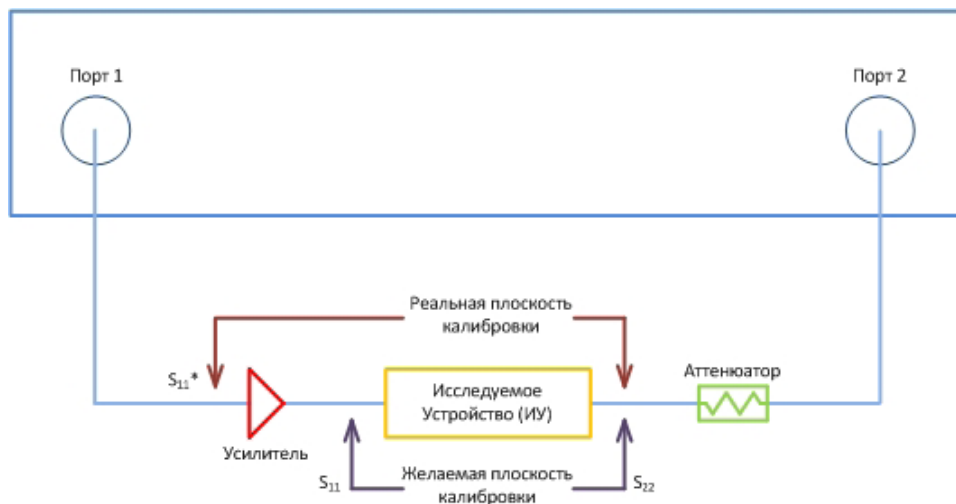 Порт 1
Порт 2
Реальная плоскость
калибровки
S11*
Усилитель
Исследуемое
Устройство (ИУ)
Аттенюатор
S11
Желаемая плоскость
калибровки
S22